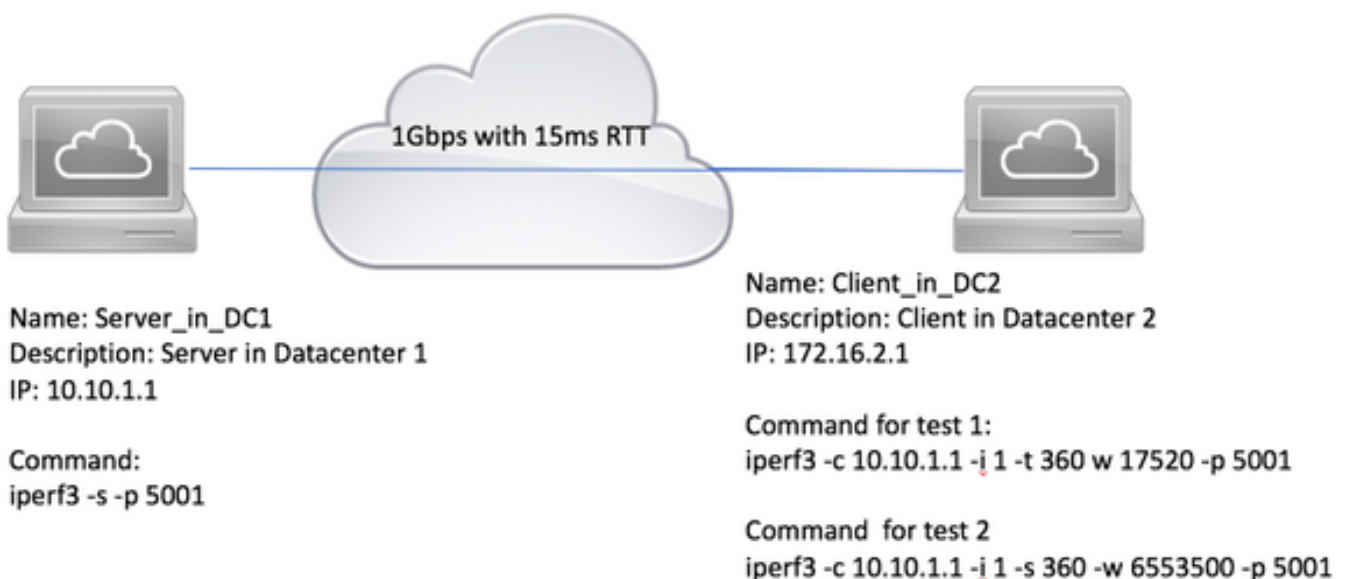 1Gbps with 15ms RTT
Name: Server_in_DC1
Description: Server in Datacenter 1
IP: 10.10.1.1
Command:
iperf3 -s -p 5001
Name: Client_in_DC2
Description: Client in Datacenter 2
IP: 172.16.2.1
Command for test 1:
iperf3 -c 10.10.1.1 -i 1 -t 360 w 17520 -p 5001
Command for test 2
iperf3 -c 10.10.1.1 -i 1 -s 360 -w 6553500 -p 5001